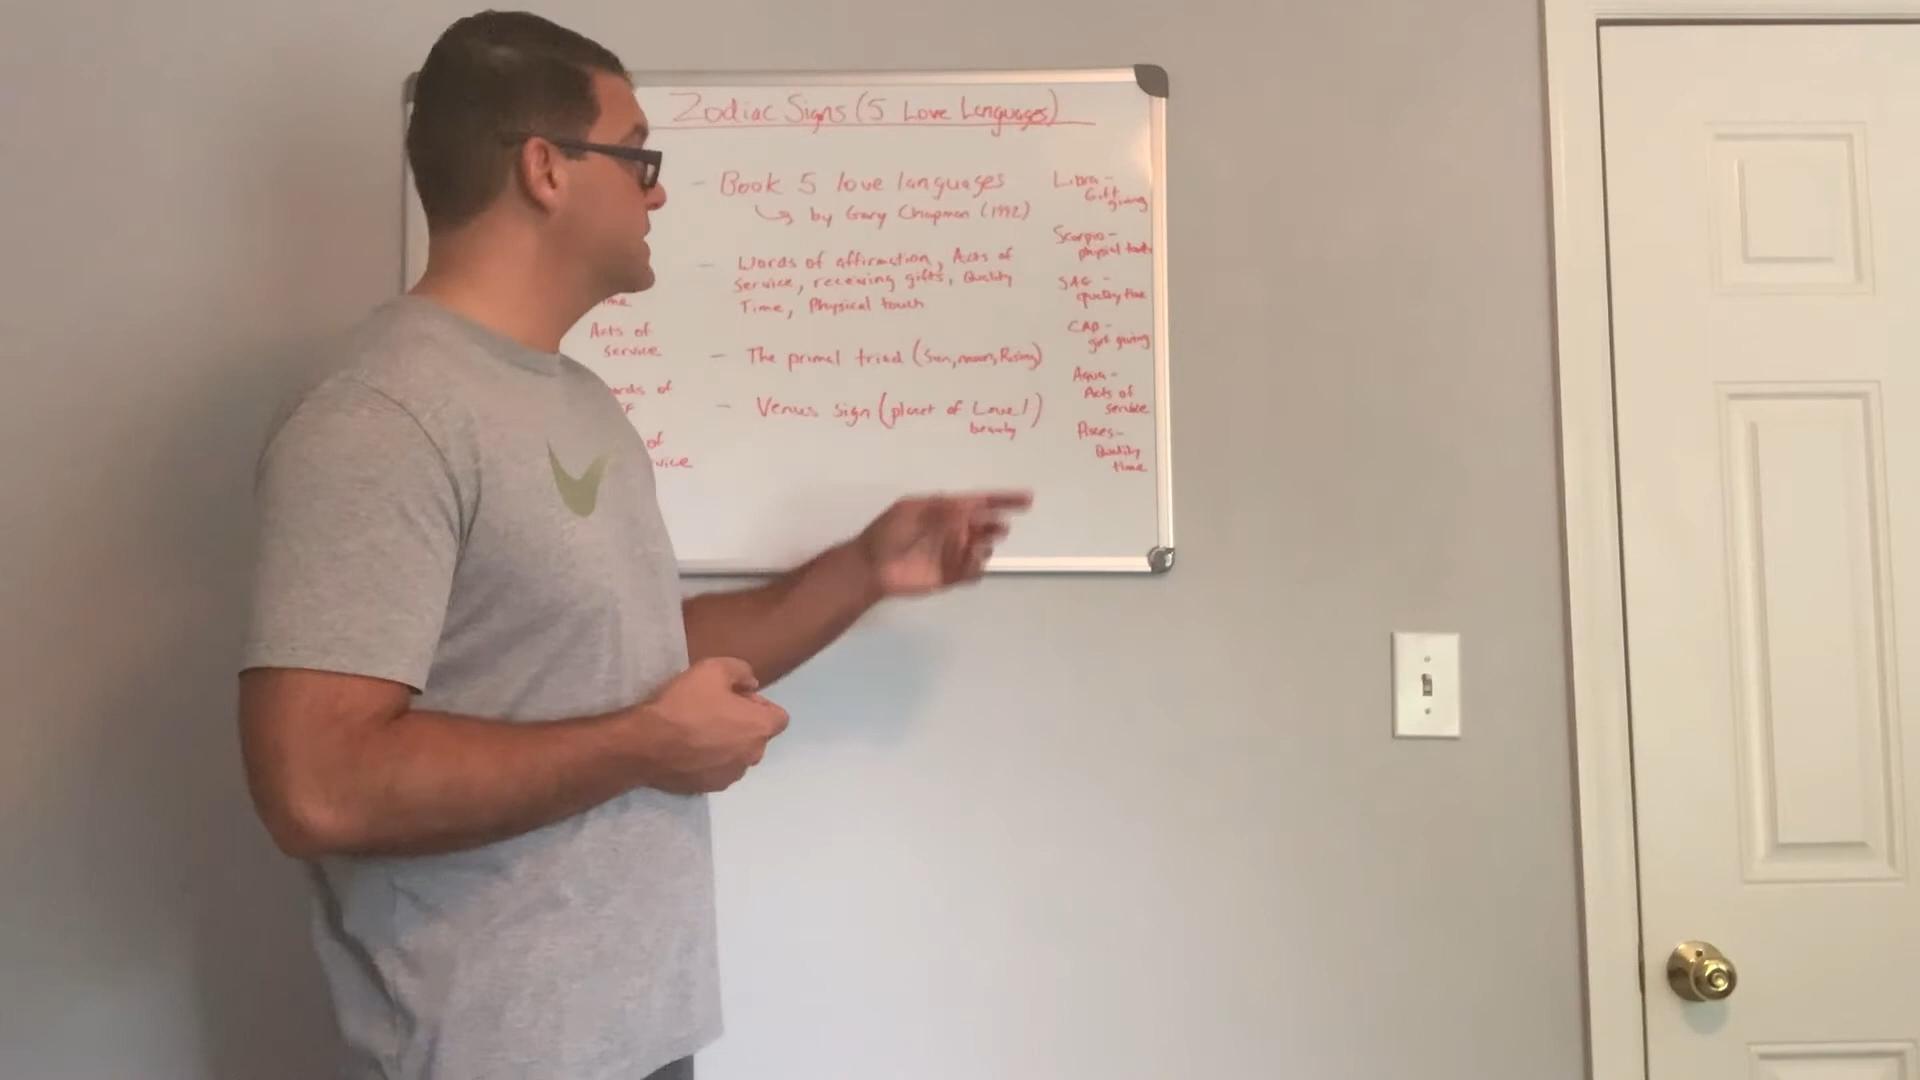 Zodiac Signs (5 Love Languages)
- Book 5 love languages
↳ by Gary Chapman (1992)
- Words of affirmation, Acts of
Service, receiving gifts, Quality
Time, Physical touch
- The primal triad (Sun, moon, Rising)
- Venus sign (planet of Love/
beauty)
Acts of
service
of
Libra -
Gift
giving
Scorpio -
physical touch
SAG -
quality time
CAP -
gift giving
Aqua -
Acts of
service
Pisces -
Quality
time